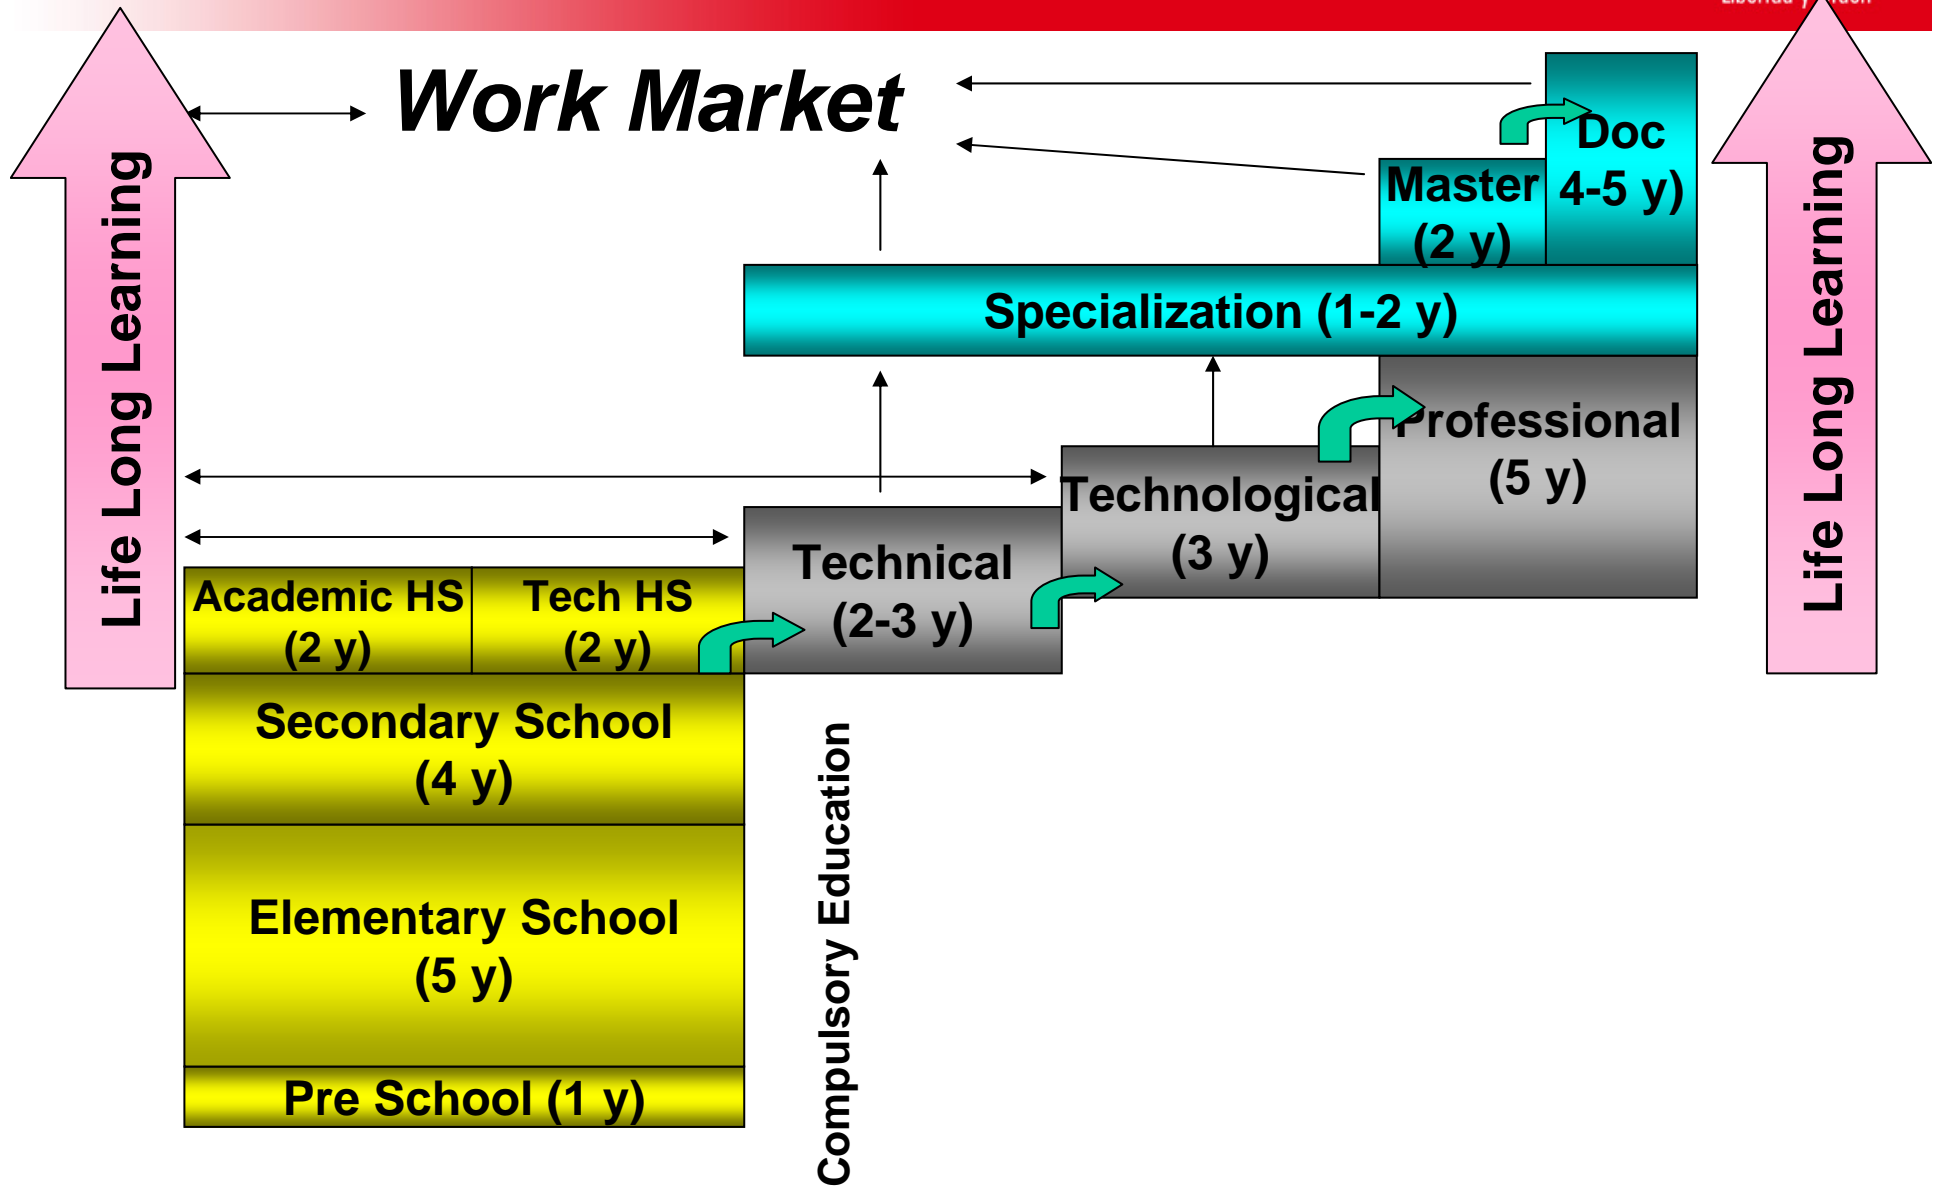 Work Market
Life Long Learning
Doc
4-5 y)
Master
(2 y)
Life Long Learning
Specialization (1-2 y)
Professional
(5 y)
Technological
(3 y)
Technical
(2-3 y)
Academic HS
(2 y)
Tech HS
(2 y)
Secondary School
(4 y)
Compulsory Education
Elementary School
(5 y)
Pre School (1 y)